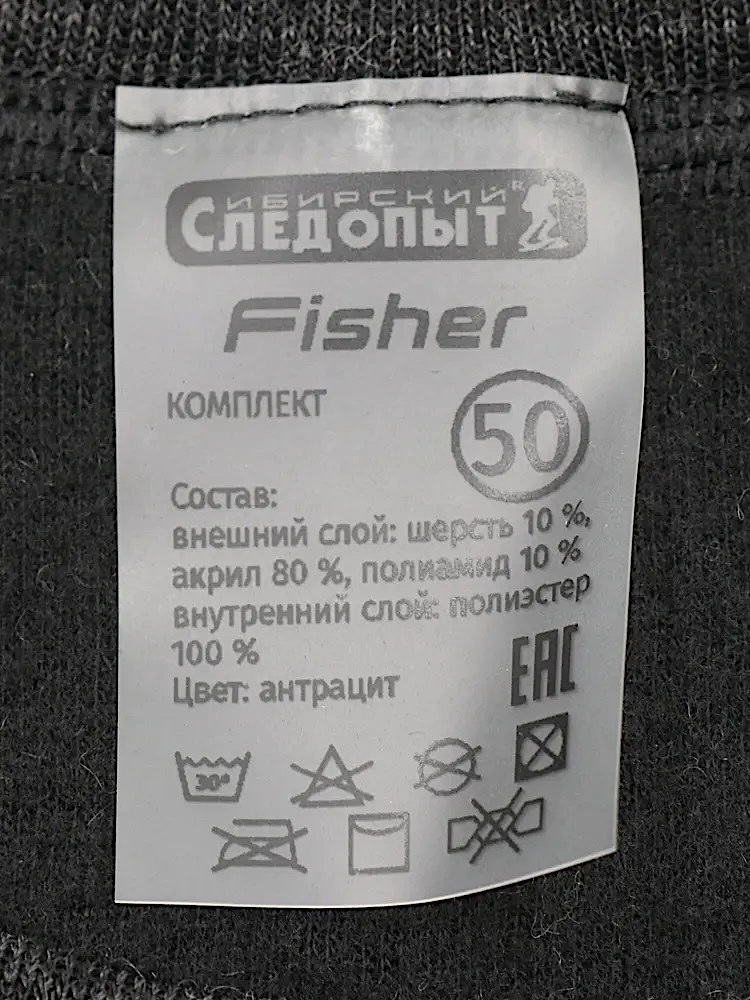 СИБИРСКИЙ
СЛЕДОПЫТ®
Fisher
КОМПЛЕКТ
50
Состав:
внешний слой: шерсть 10 %,
акрил 80 %, полиамид 10 %
внутренний слой: полиэстер
100 %
Цвет: антрацит
EAC
30°